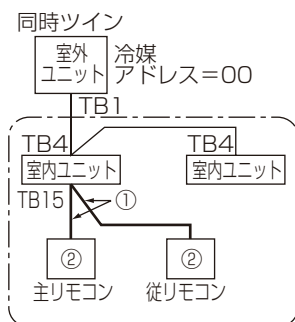 同時ツイン
室外
ユニット
冷媒
アドレス=00
TB1
TB4
TB4
室内ユニット
室内ユニット
TB15
①
②
②
主リモコン
従リモコン